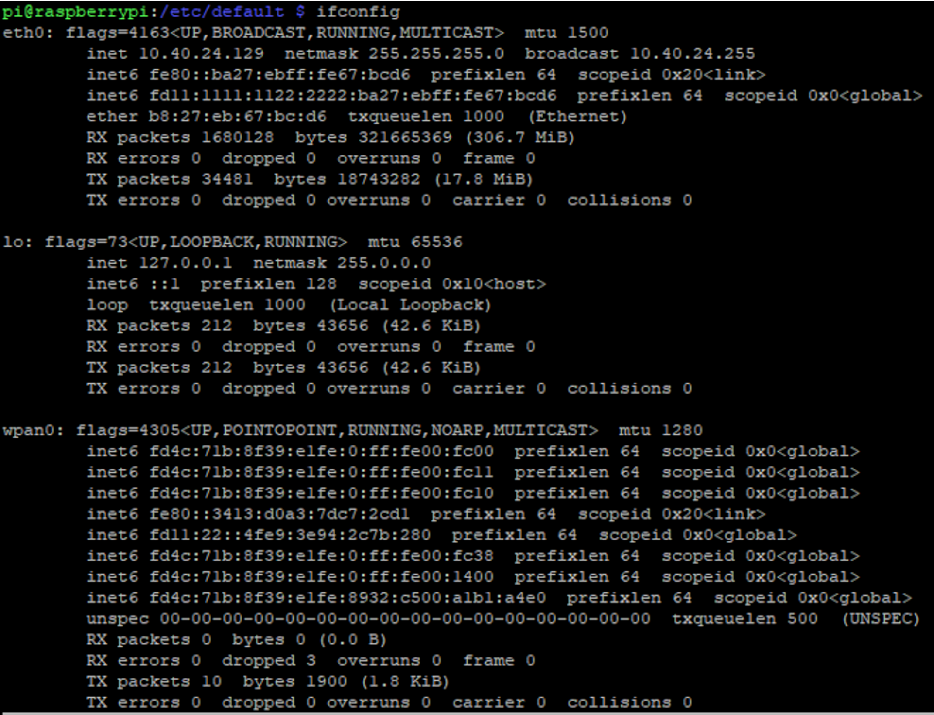 pi@raspberrypi:/etc/default $ ifconfig
eth0: flags=4163<UP,BROADCAST,RUNNING,MULTICAST>  mtu 1500
        inet 10.40.24.129  netmask 255.255.255.0  broadcast 10.40.24.255
        inet6 fe80::ba27:ebff:fe67:bcd6  prefixlen 64  scopeid 0x20<link>
        inet6 fd11:1111:1122:2222:ba27:ebff:fe67:bcd6  prefixlen 64  scopeid 0x0<global>
        ether b8:27:eb:67:bc:d6  txqueuelen 1000  (Ethernet)
        RX packets 1680128  bytes 321665369 (306.7 MiB)
        RX errors 0  dropped 0  overruns 0  frame 0
        TX packets 34481  bytes 18743282 (17.8 MiB)
        TX errors 0  dropped 0 overruns 0  carrier 0  collisions 0

lo: flags=73<UP,LOOPBACK,RUNNING>  mtu 65536
        inet 127.0.0.1  netmask 255.0.0.0
        inet6 ::1  prefixlen 128  scopeid 0x10<host>
        loop  txqueuelen 1000  (Local Loopback)
        RX packets 212  bytes 43656 (42.6 KiB)
        RX errors 0  dropped 0  overruns 0  frame 0
        TX packets 212  bytes 43656 (42.6 KiB)
        TX errors 0  dropped 0 overruns 0  carrier 0  collisions 0

wpan0: flags=4305<UP,POINTOPOINT,RUNNING,NOARP,MULTICAST>  mtu 1280
        inet6 fd4c:71b:8f39:e1fe:0:ff:fe00:fc00  prefixlen 64  scopeid 0x0<global>
        inet6 fd4c:71b:8f39:e1fe:0:ff:fe00:fc11  prefixlen 64  scopeid 0x0<global>
        inet6 fd4c:71b:8f39:e1fe:0:ff:fe00:fc10  prefixlen 64  scopeid 0x0<global>
        inet6 fe80::3413:d0a3:7dc7:2cd1  prefixlen 64  scopeid 0x20<link>
        inet6 fd11:22::4fe9:3e94:2c7b:280  prefixlen 64  scopeid 0x0<global>
        inet6 fd4c:71b:8f39:e1fe:0:ff:fe00:fc38  prefixlen 64  scopeid 0x0<global>
        inet6 fd4c:71b:8f39:e1fe:0:ff:fe00:1400  prefixlen 64  scopeid 0x0<global>
        inet6 fd4c:71b:8f39:e1fe:8932:c500:a1b1:a4e0  prefixlen 64  scopeid 0x0<global>
        unspec 00-00-00-00-00-00-00-00-00-00-00-00-00-00-00-00  txqueuelen 500  (UNSPEC)
        RX packets 0  bytes 0 (0.0 B)
        RX errors 0  dropped 3  overruns 0  frame 0
        TX packets 10  bytes 1900 (1.8 KiB)
        TX errors 0  dropped 0 overruns 0  carrier 0  collisions 0